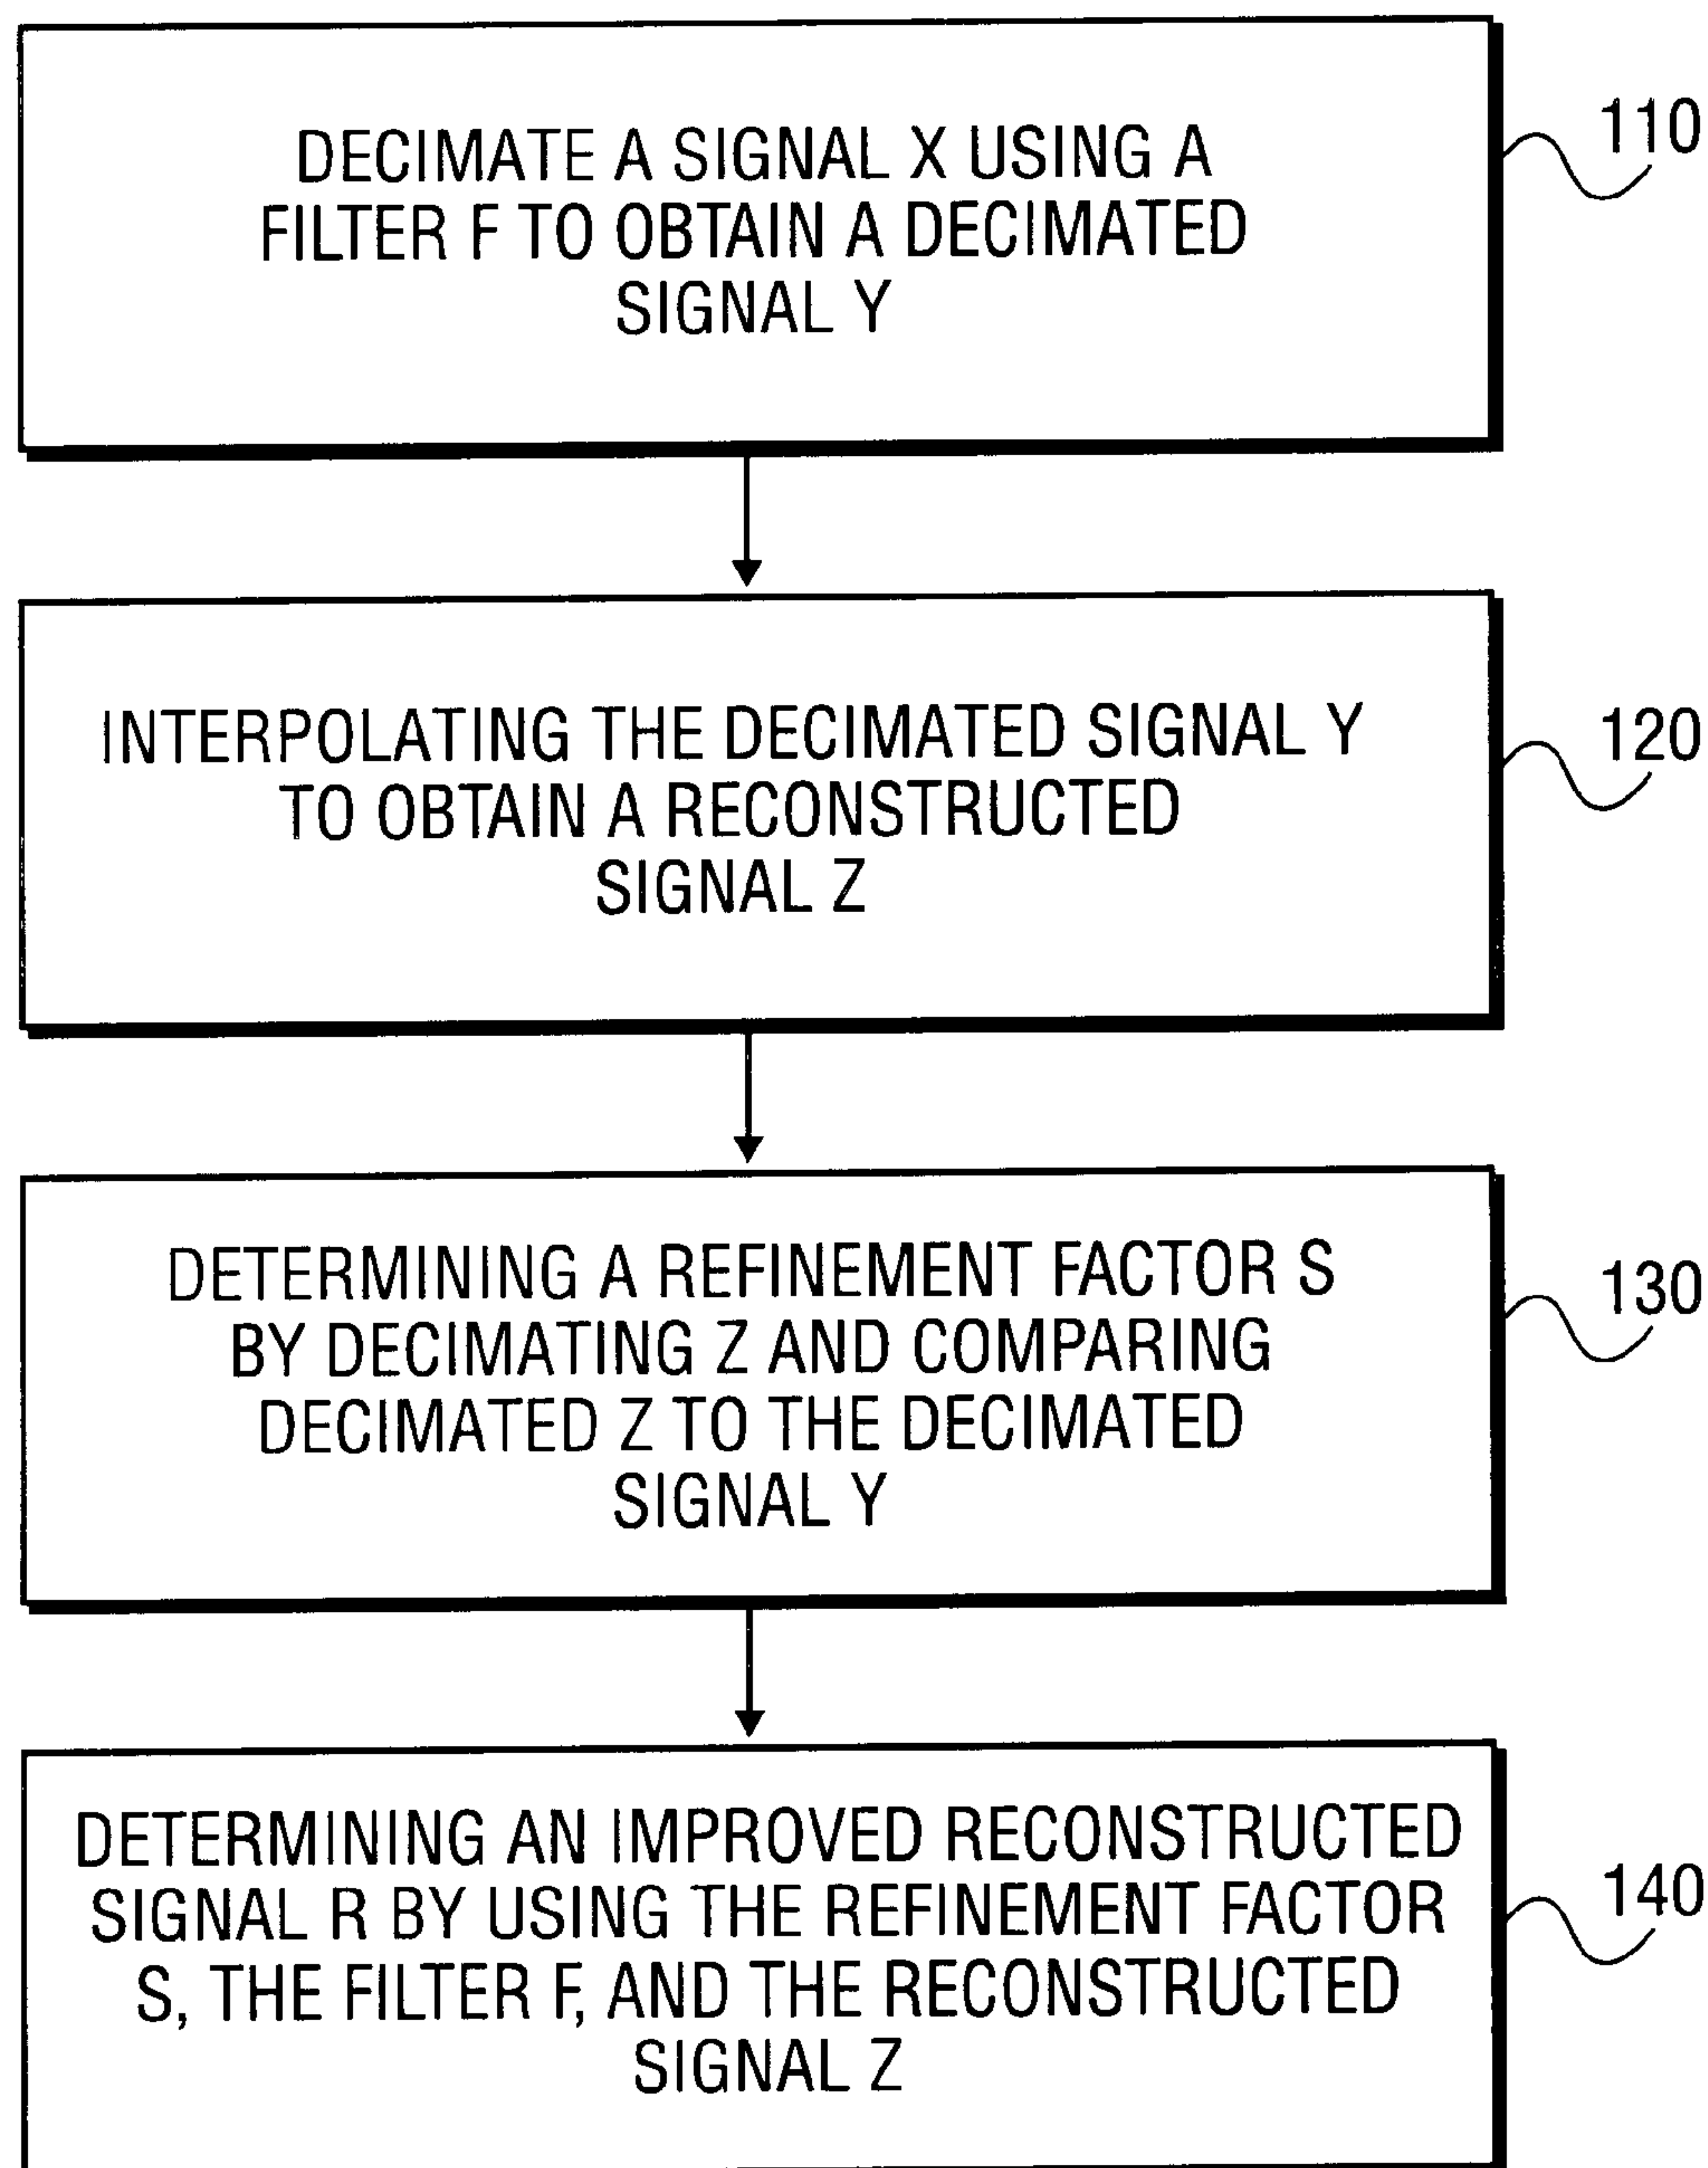 DECIMATE A SIGNAL X USING A
FILTER F TO OBTAIN A DECIMATED
SIGNAL Y
110
INTERPOLATING THE DECIMATED SIGNAL Y
TO OBTAIN A RECONSTRUCTED
SIGNAL Z
120
DETERMINING A REFINEMENT FACTOR S
BY DECIMATING Z AND COMPARING
DECIMATED Z TO THE DECIMATED
SIGNAL Y
130
DETERMINING AN IMPROVED RECONSTRUCTED
SIGNAL R BY USING THE REFINEMENT FACTOR
S, THE FILTER F, AND THE RECONSTRUCTED
SIGNAL Z
140